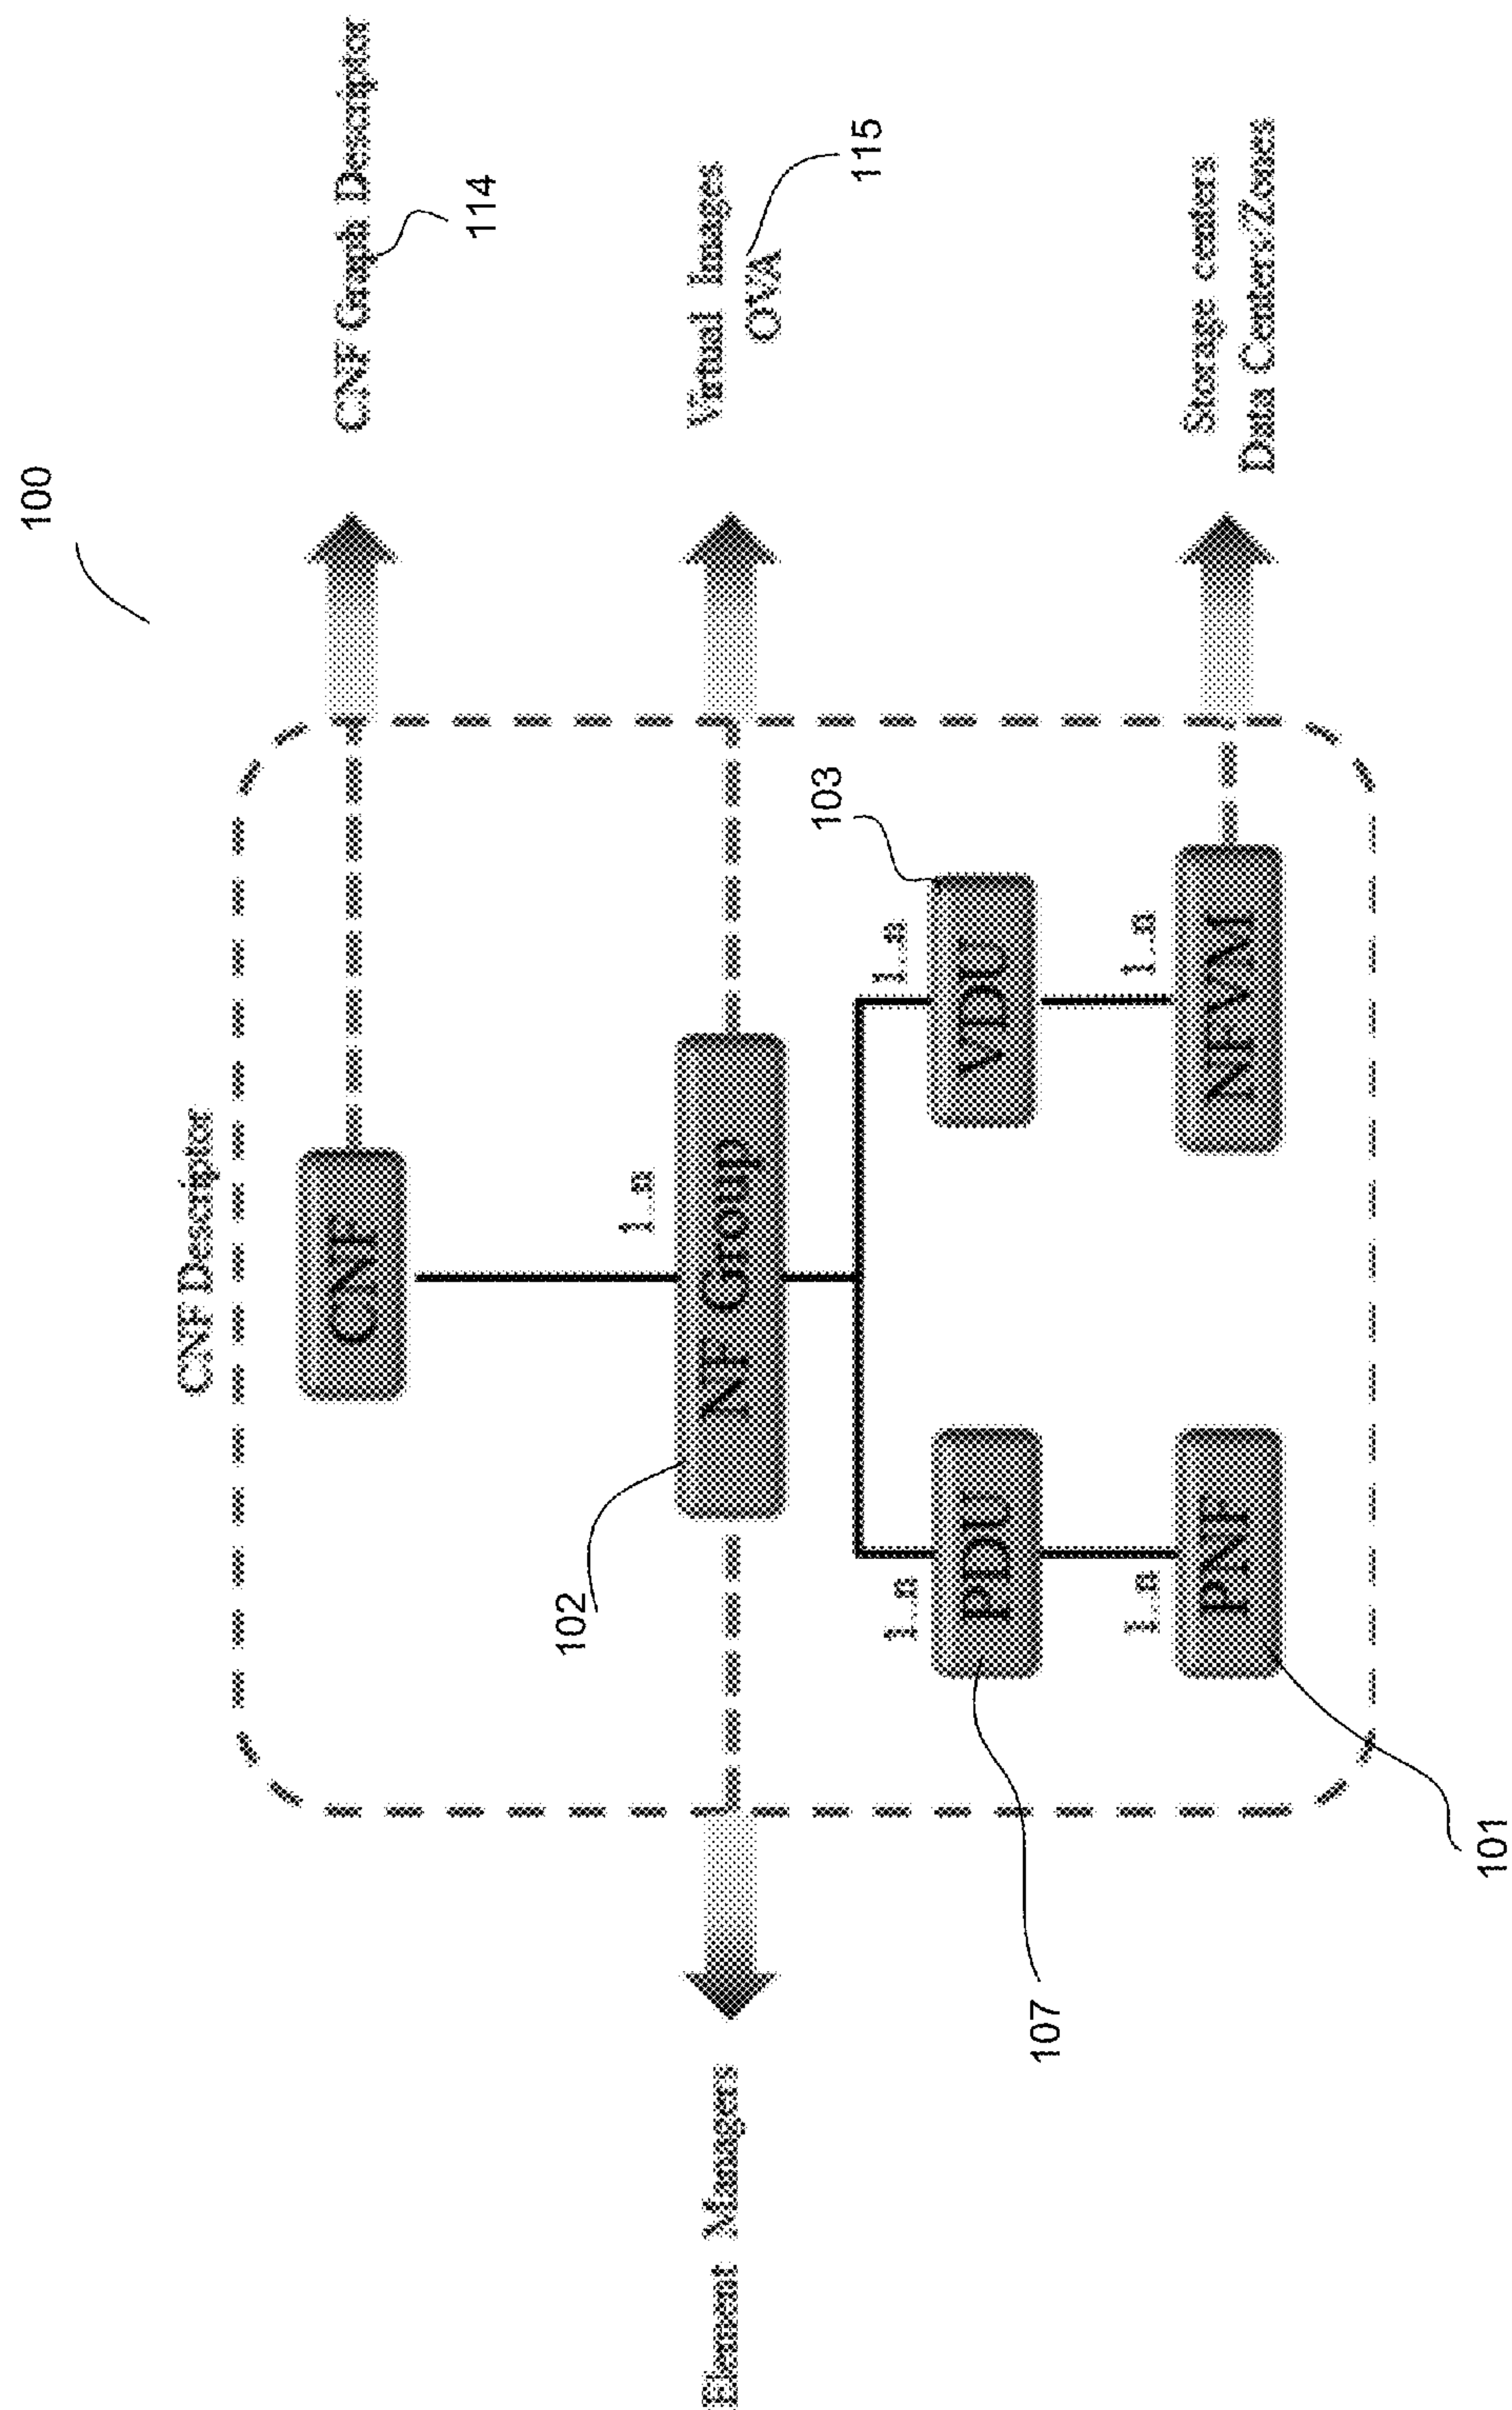 100
CNF Descriptor
CNF
CNF Graph Descriptor
114
1..n
102
Element Managers
NF Group
Virtual Images
OVA
115
103
1..n
1..n
PDU
VDU
107
1..n
1..n
PNF
NFVM
Storage centers
Data Centers/Zones
101